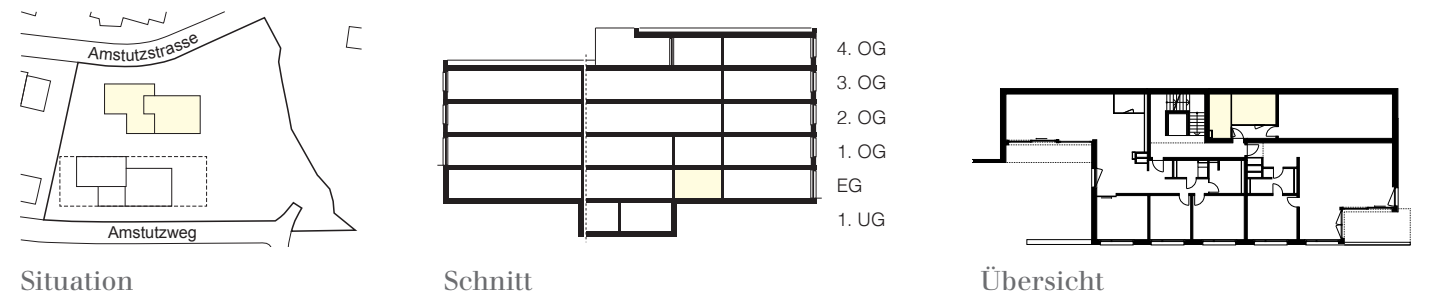 Amstutzstrasse
Amstutzweg
Situation
4. OG
3. OG
2. OG
1. OG
EG
1. UG
Schnitt
Übersicht